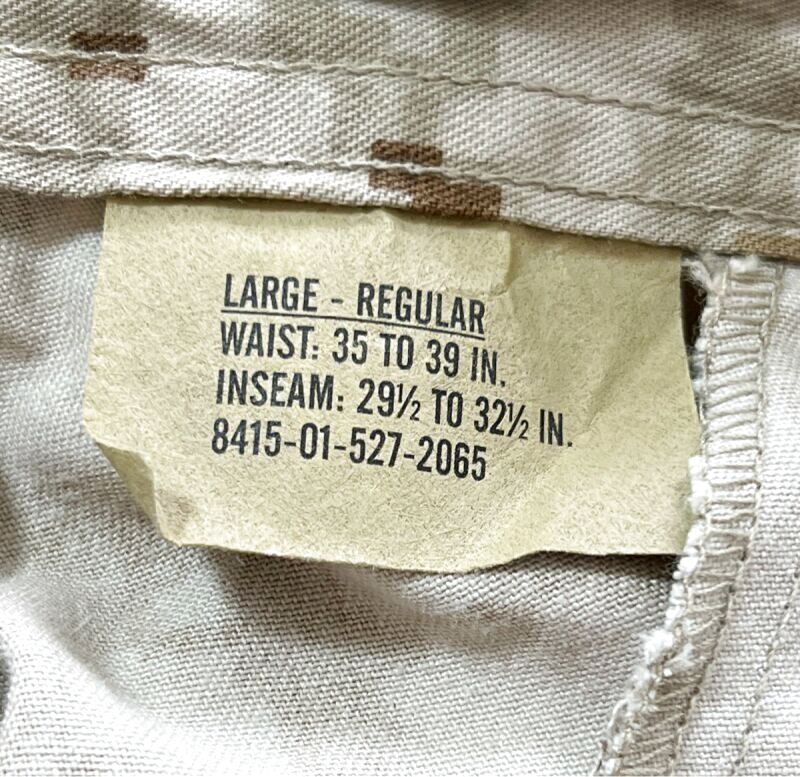 LARGE - REGULAR
WAIST: 35 TO 39 IN.
INSEAM: 29½ TO 32½ IN.
8415-01-527-2065